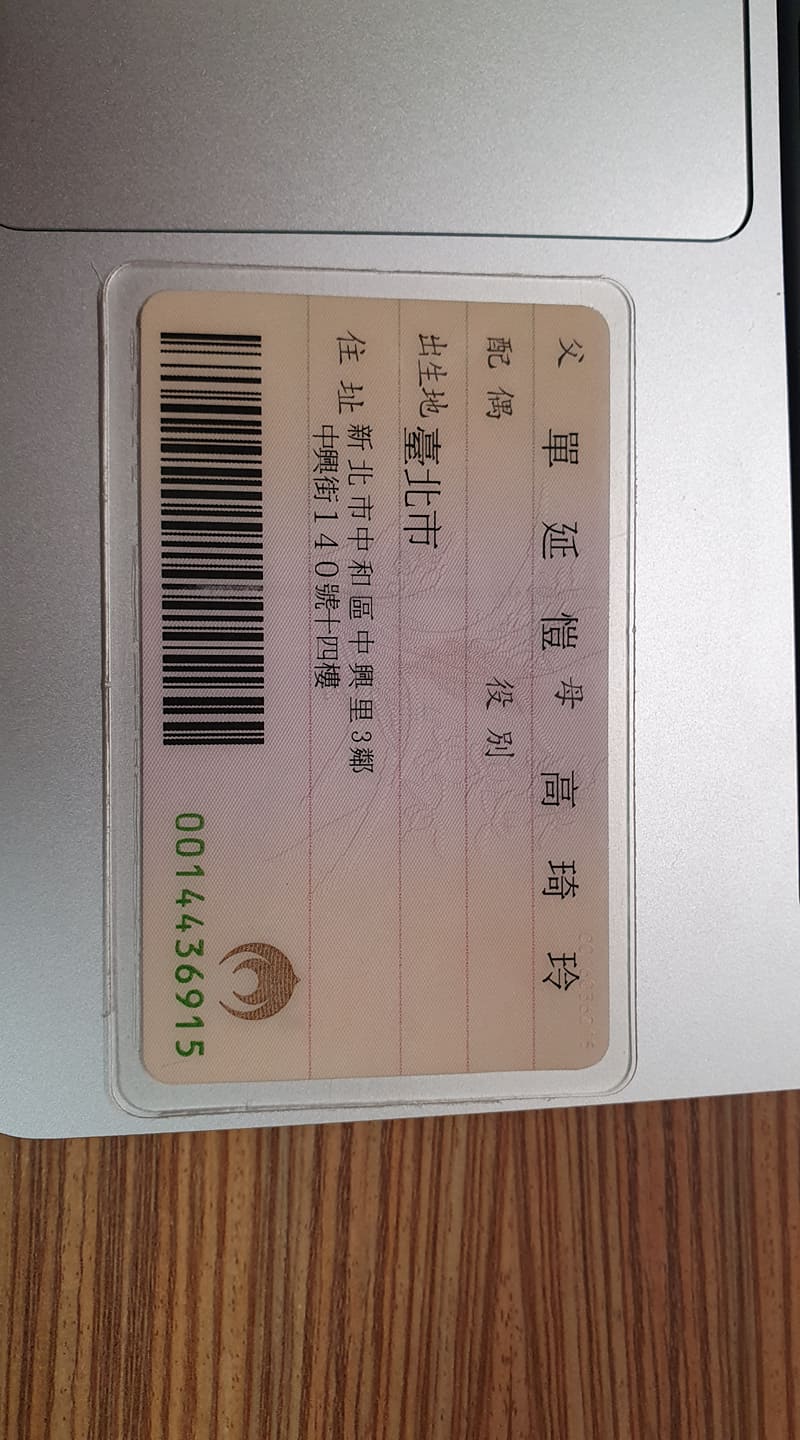 父 單延愷 母 高琦玲
配偶 役別
出生地 臺北市
住址 新北市中和區中興里3鄰
中興街140號十四樓
0014436915